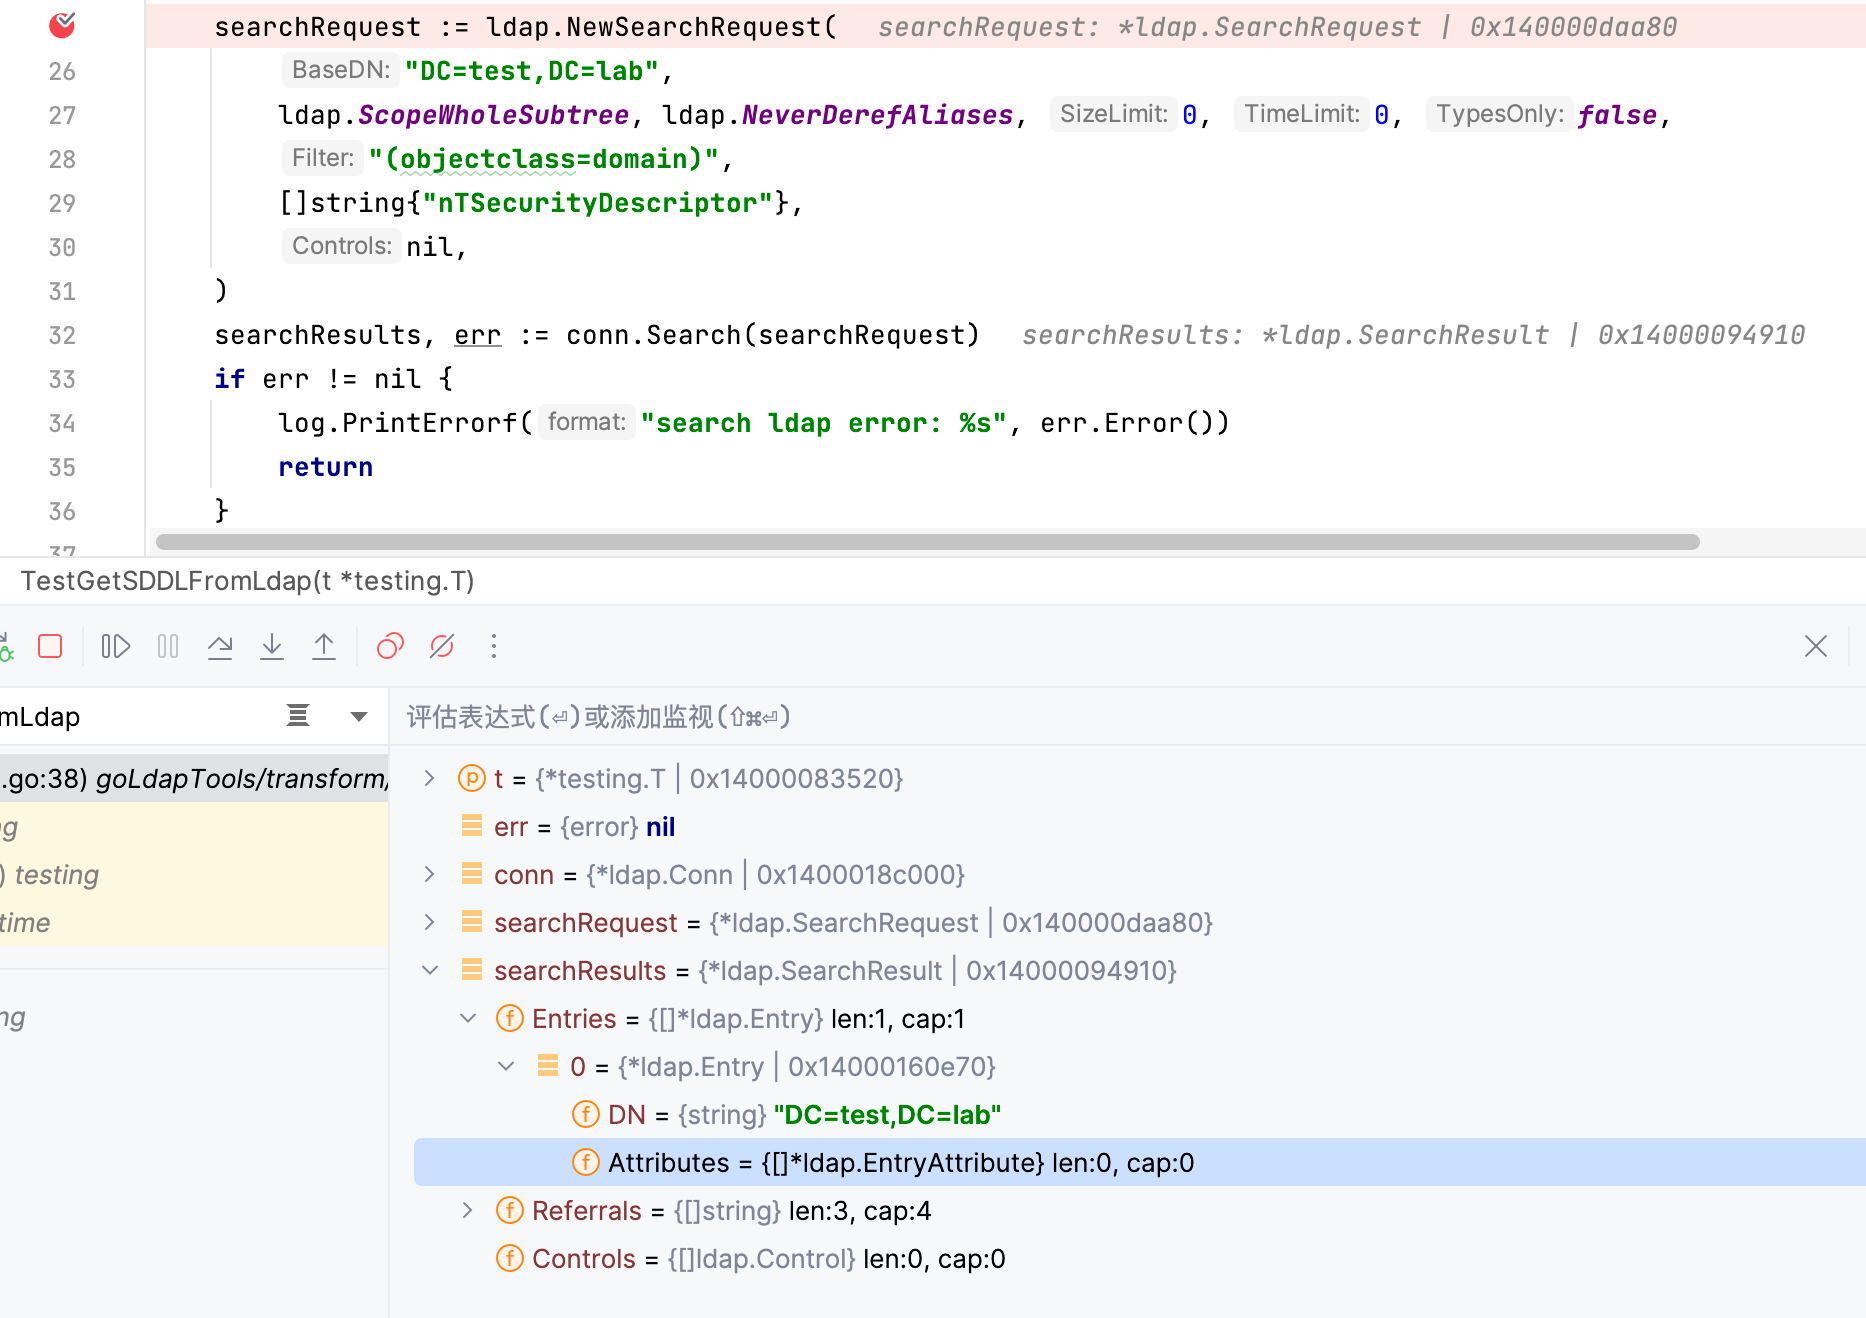 searchRequest := ldap.NewSearchRequest( searchRequest: *ldap.SearchRequest | 0x140000daa80
26 BaseDN: "DC=test,DC=lab",
27 ldap.ScopeWholeSubtree, ldap.NeverDerefAliases, SizeLimit: 0, TimeLimit: 0, TypesOnly: false,
28 Filter: "(objectclass=domain)",
29 []string{"nTSecurityDescriptor"},
30 Controls: nil,
31 )
32 searchResults, err := conn.Search(searchRequest) searchResults: *ldap.SearchResult | 0x14000094910
33 if err != nil {
34 log.PrintErrorf( format: "search ldap error: %s", err.Error())
35 return
36 }
37
TestGetSDDLFromLdap(t *testing.T)
mLdap
.go:38) goLdapTools/transform/
ng
) testing
time
ng
评估表达式(⏎)或添加监视(⇧⌘⏎)
t = {*testing.T | 0x14000083520}
err = {error} nil
conn = {*ldap.Conn | 0x1400018c000}
searchRequest = {*ldap.SearchRequest | 0x140000daa80}
searchResults = {*ldap.SearchResult | 0x14000094910}
Entries = {[]*ldap.Entry} len:1, cap:1
0 = {*ldap.Entry | 0x14000160e70}
DN = {string} "DC=test,DC=lab"
Attributes = {[]*ldap.EntryAttribute} len:0, cap:0
Referrals = {[]string} len:3, cap:4
Controls = {[]ldap.Control} len:0, cap:0